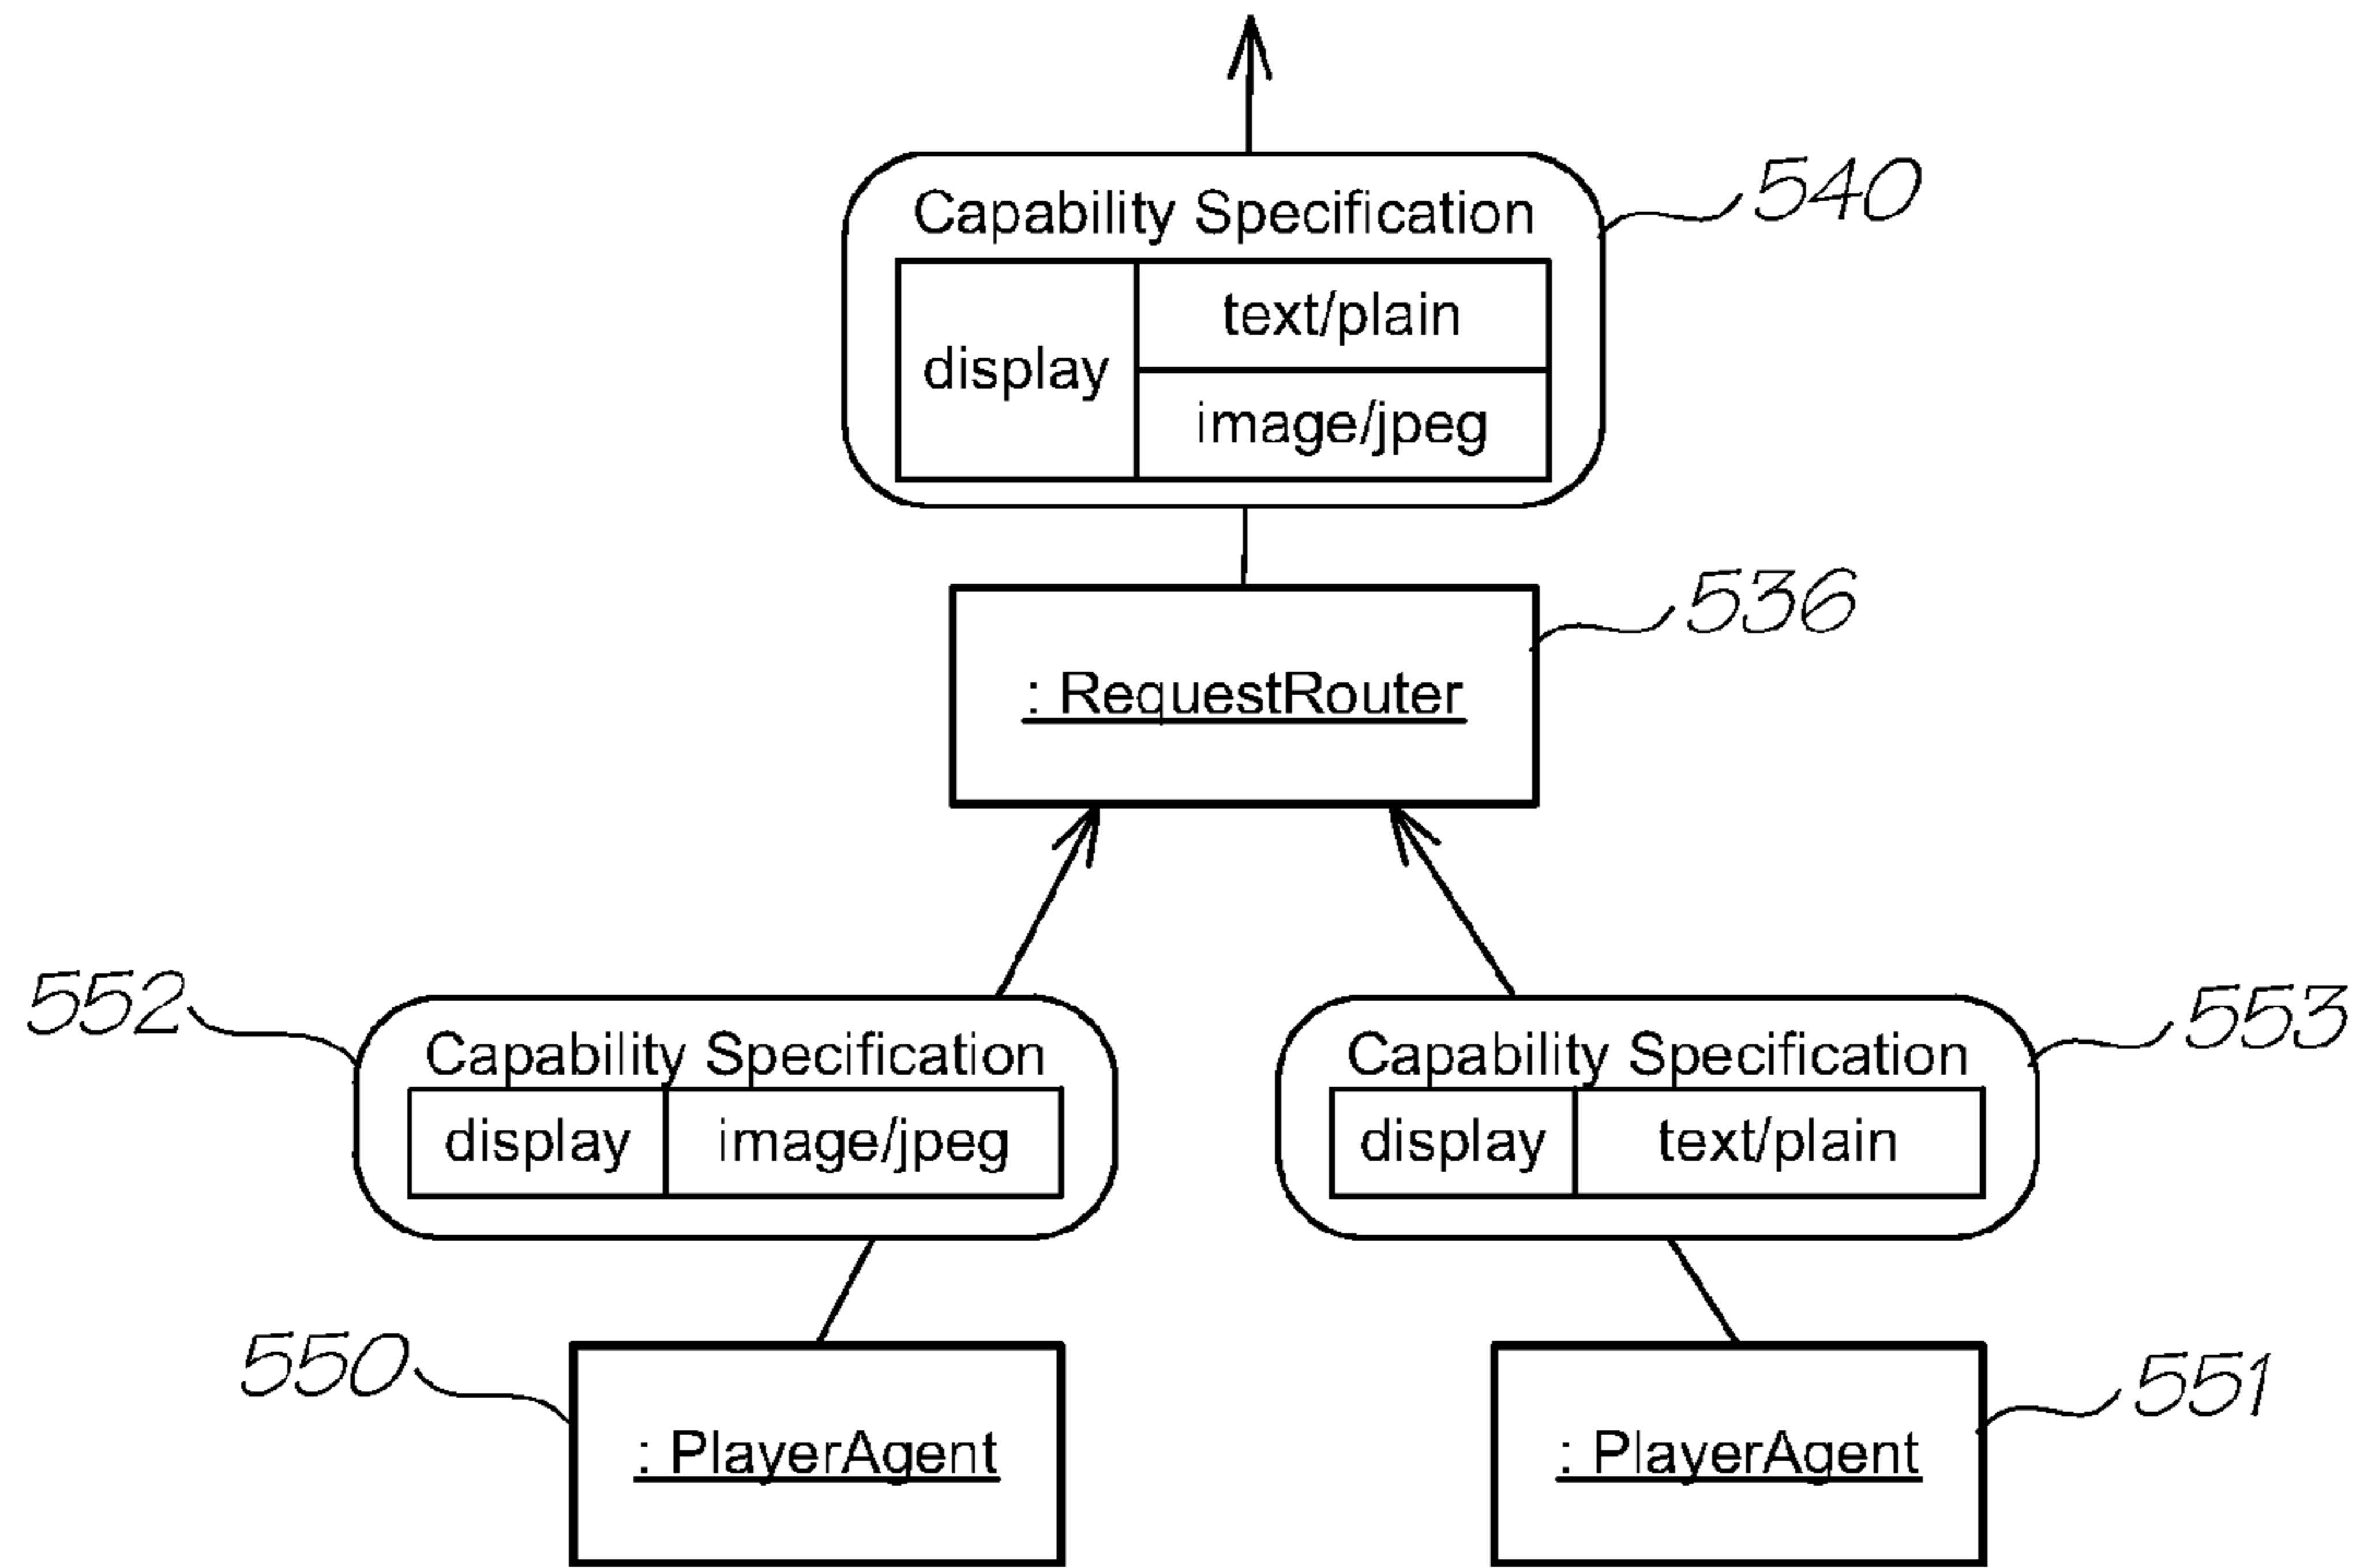 540
Capability Specification
display
text/plain
image/jpeg
536
: RequestRouter
552
Capability Specification
display image/jpeg
553
Capability Specification
display text/plain
550
: PlayerAgent
551
: PlayerAgent